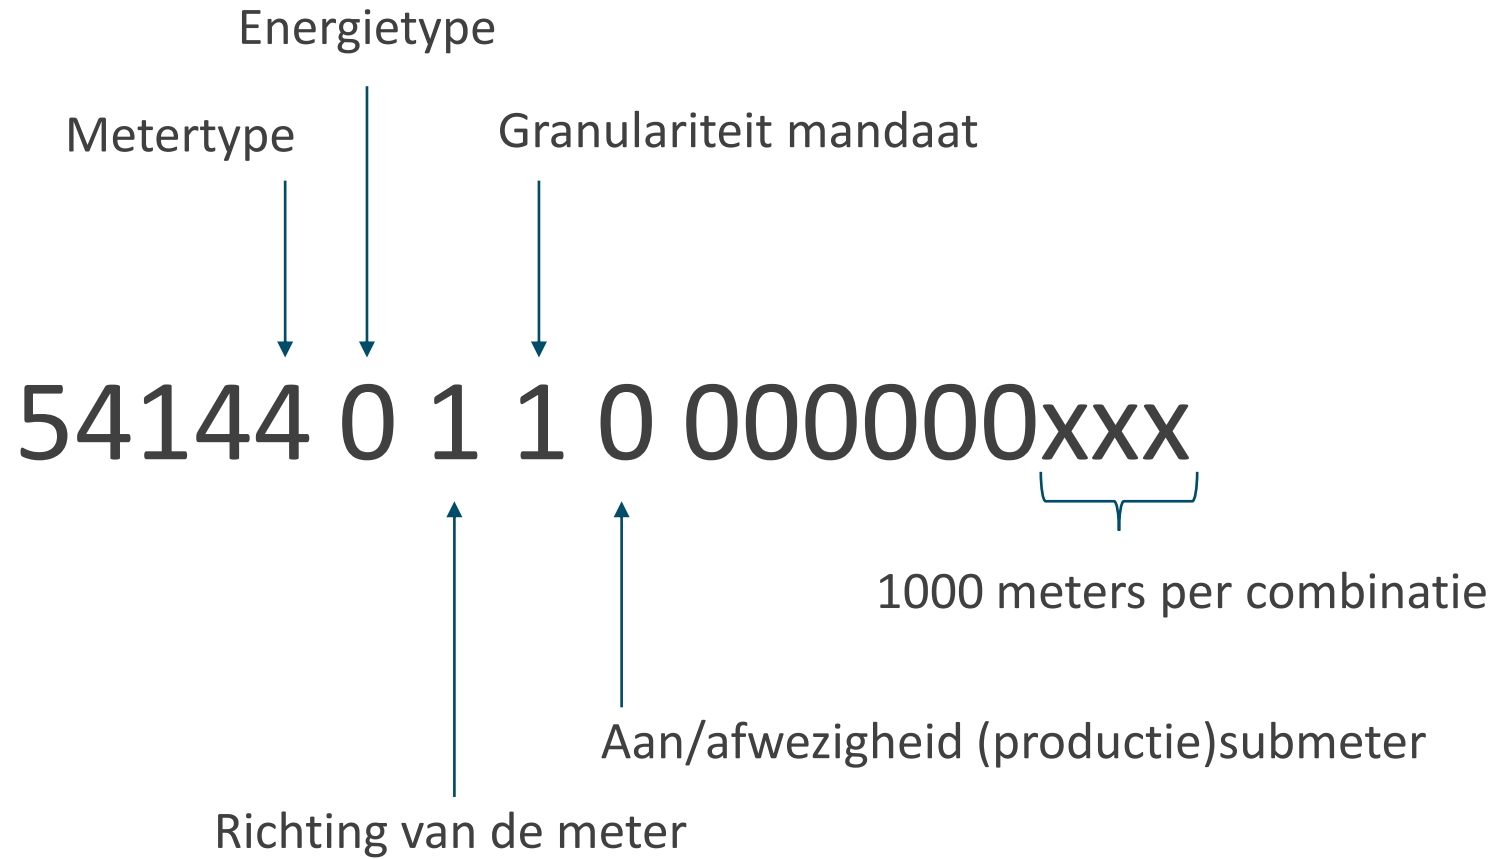 Energietype
Metertype
Granulariteit mandaat
54144 0 1 1 0 000000xxx
1000 meters per combinatie
Aan/afwezigheid (productie)submeter
Richting van de meter